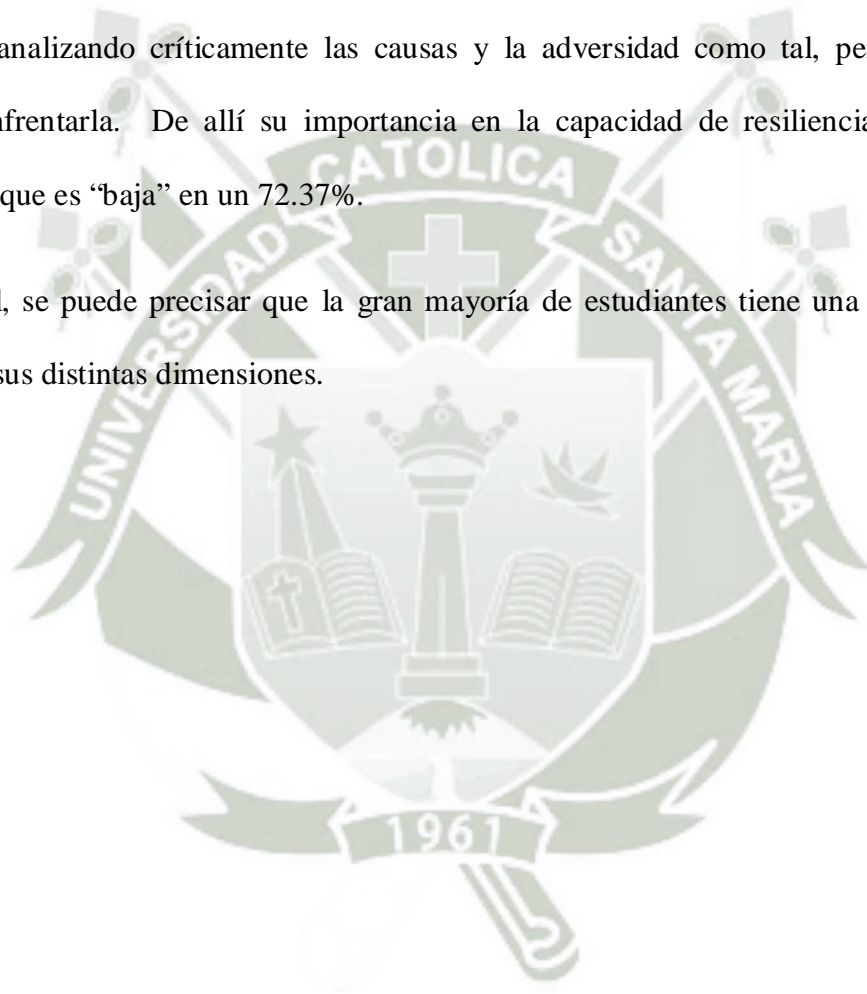 analizando críticamente las causas y la adversidad como tal,
nfrentarla. De allí su importancia en la capacidad de resiliencia
que es “baja” en un 72.37%.
, se puede precisar que la gran mayoría de estudiantes tiene una
sus distintas dimensiones.
UNIVERSIDAD CATOLICA SANTA MARIA
1961